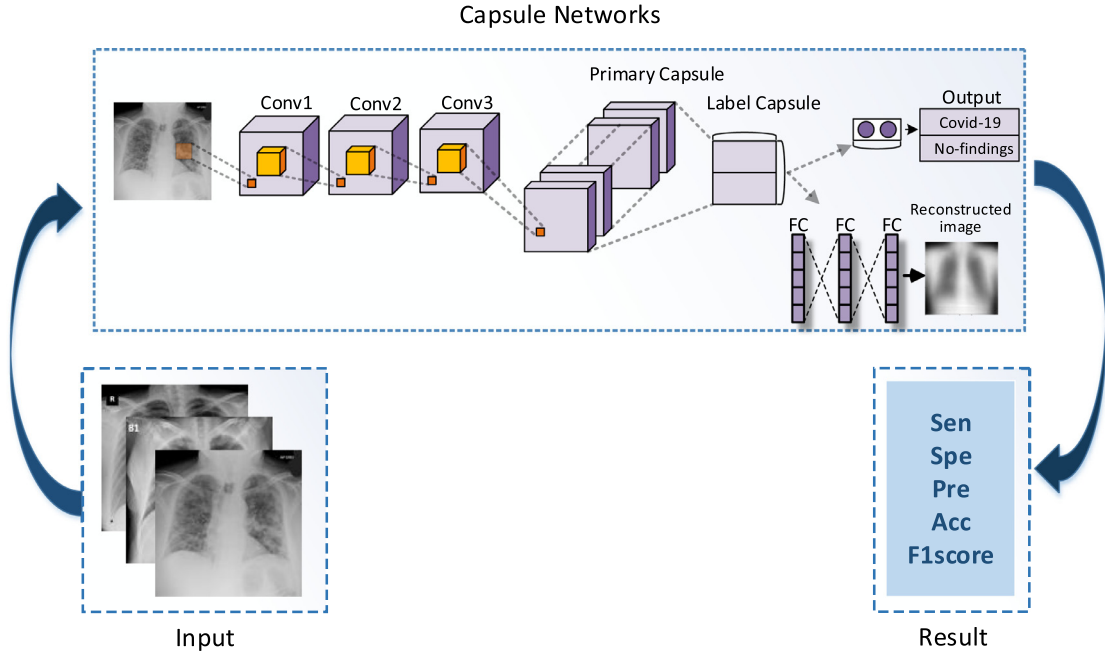 Capsule Networks
Primary Capsule
Conv1 Conv2 Conv3
Label Capsule
Output
Covid-19
No-findings
FC FC FC
Reconstructed
image
R
B1
Sen
Spe
Pre
Acc
F1score
Input
Result